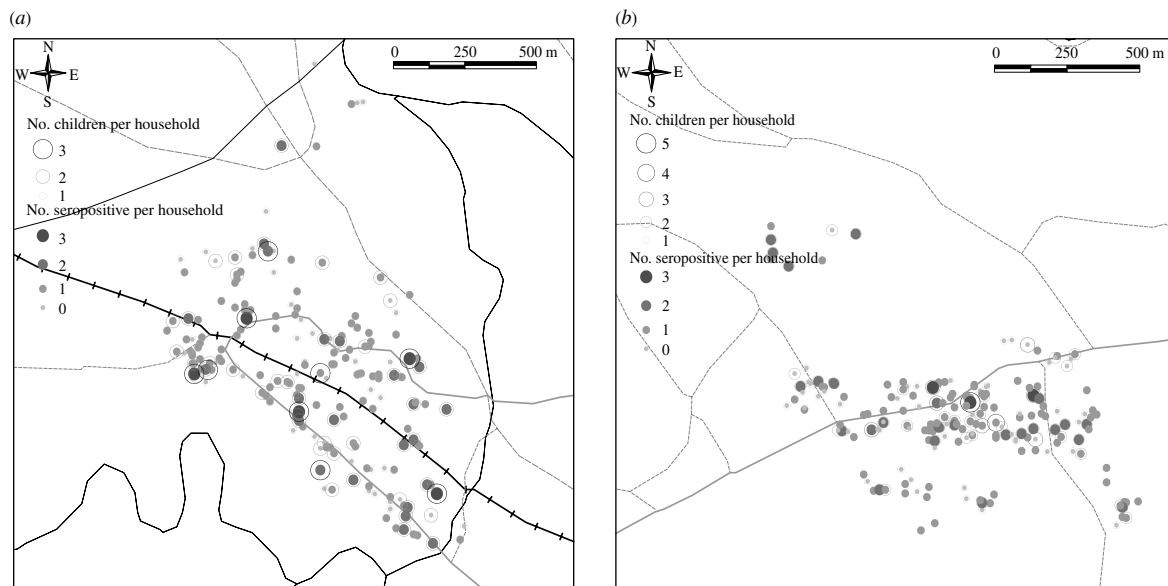 (a)
N
W E
S
0 250 500 m
No. children per household
3
2
1
No. seropositive per household
3
2
1
0
(b)
N
W E
S
0 250 500 m
No. children per household
5
4
3
2
1
No. seropositive per household
3
2
1
0